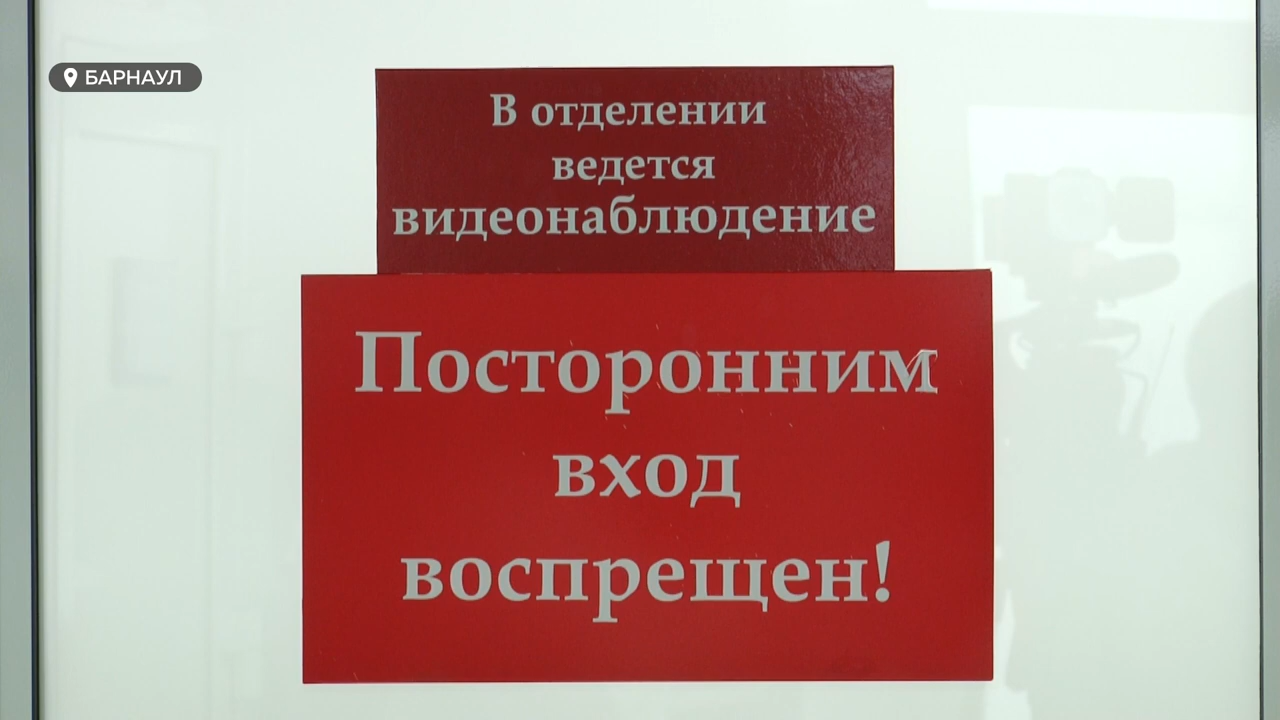 БАРНАУЛ
В отделении
ведется
видеонаблюдение
Посторонним
вход
воспрещен!